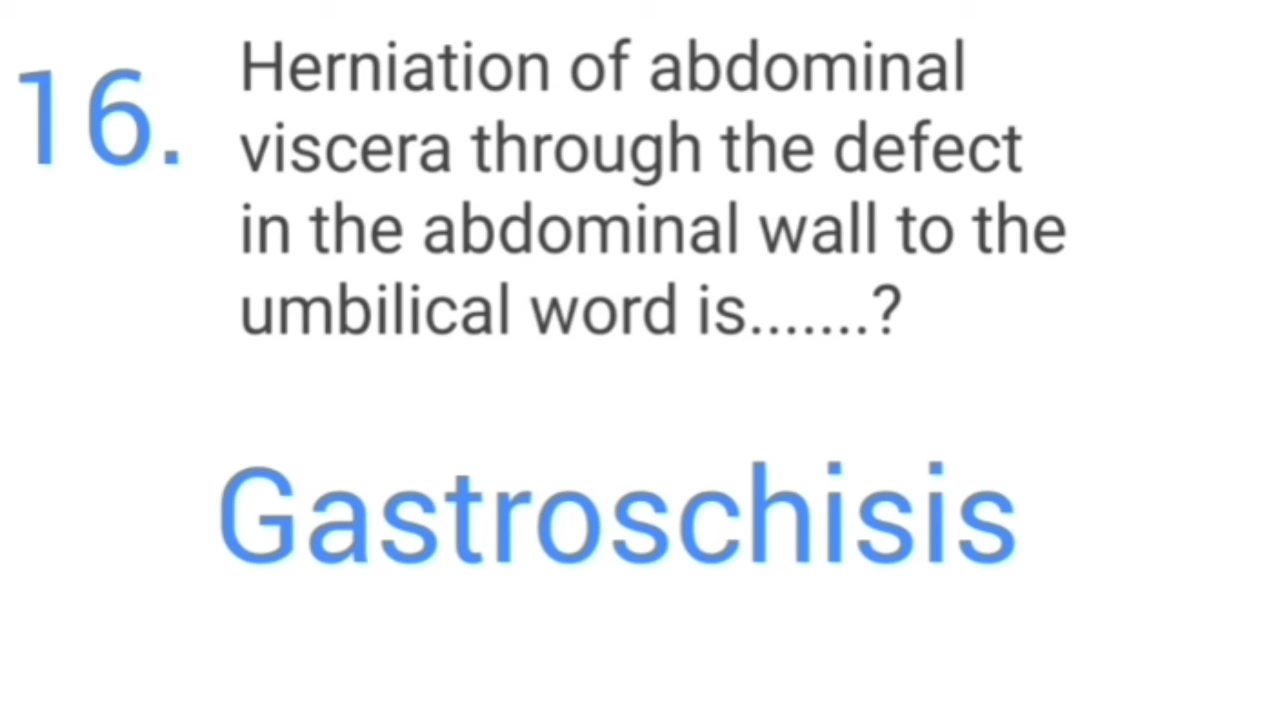 16. Herniation of abdominal
viscera through the defect
in the abdominal wall to the
umbilical word is.......?
Gastroschisis